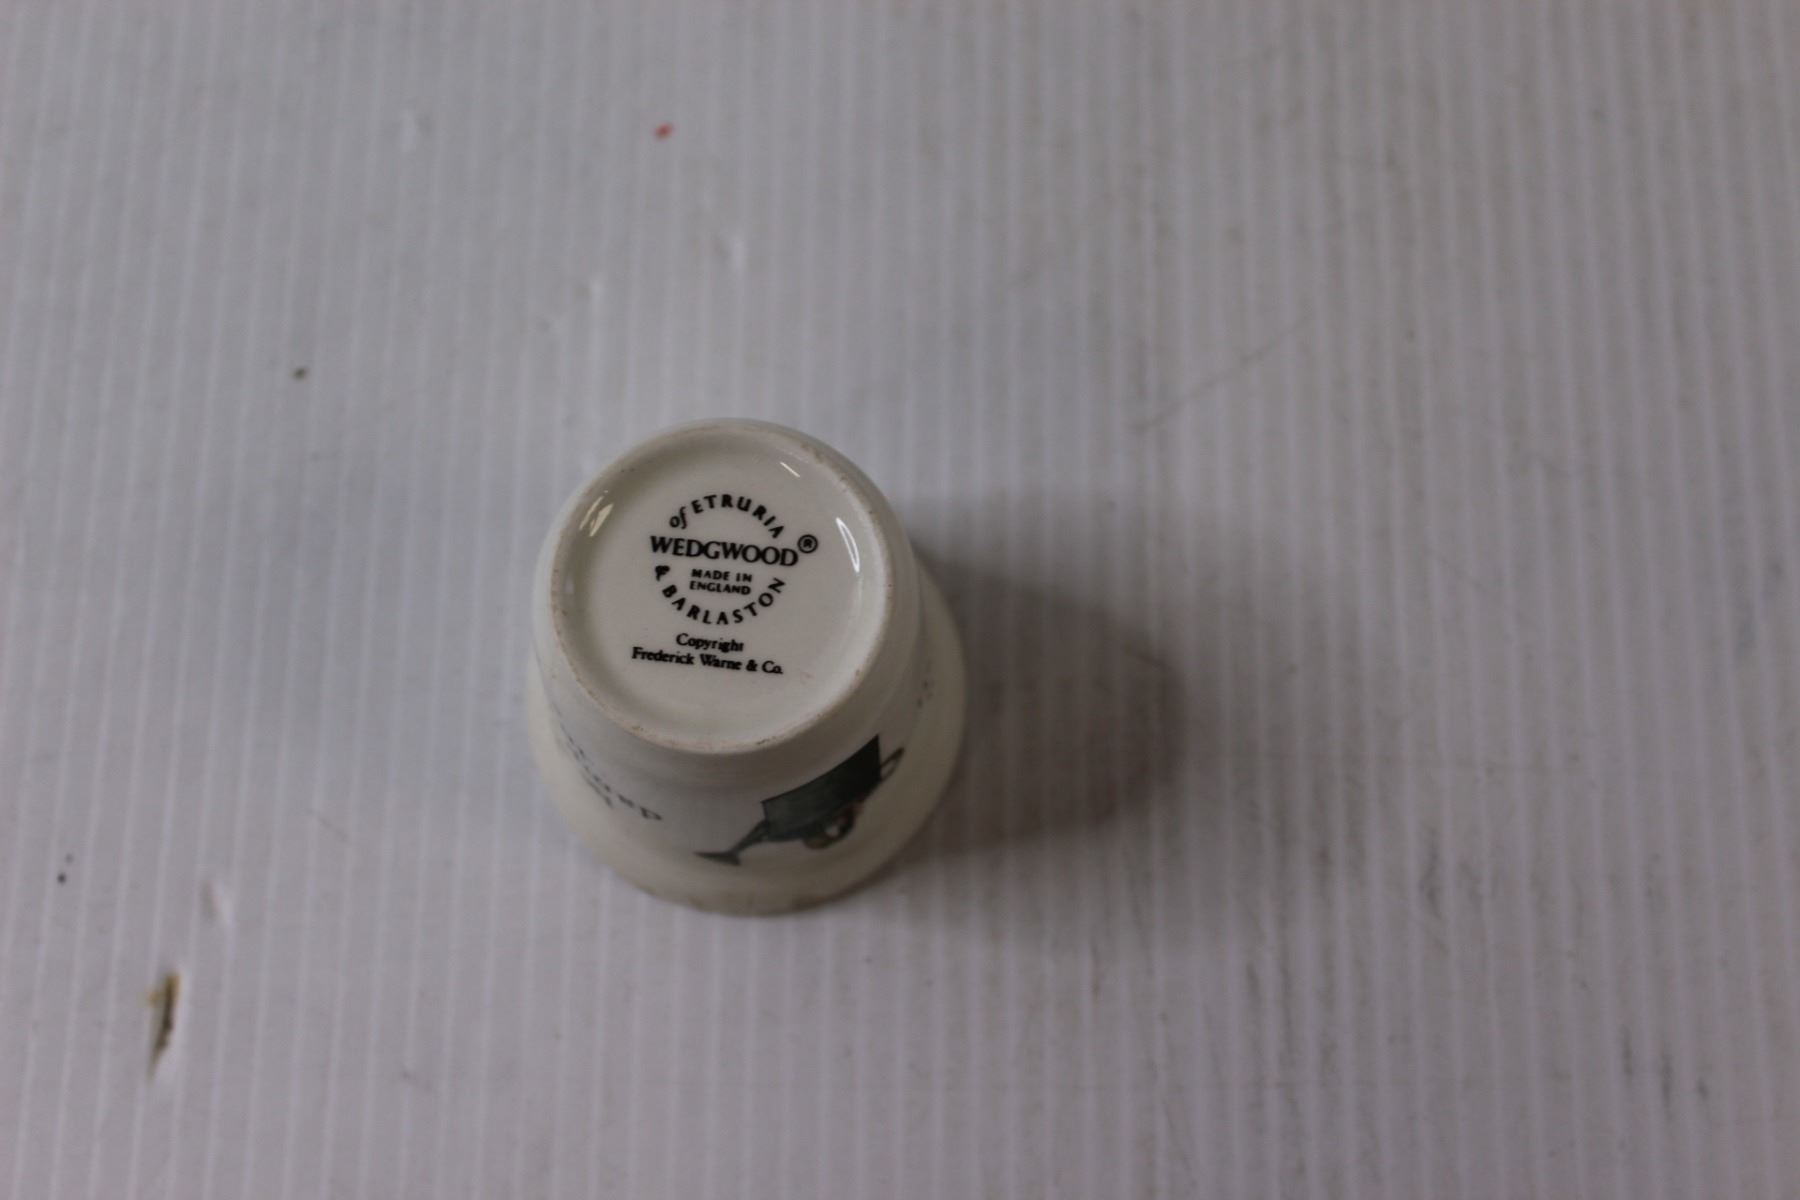 of ETRURIA
WEDGWOOD®
MADE IN
ENGLAND
& BARLASTON
Copyright
Frederick Warne & Co.